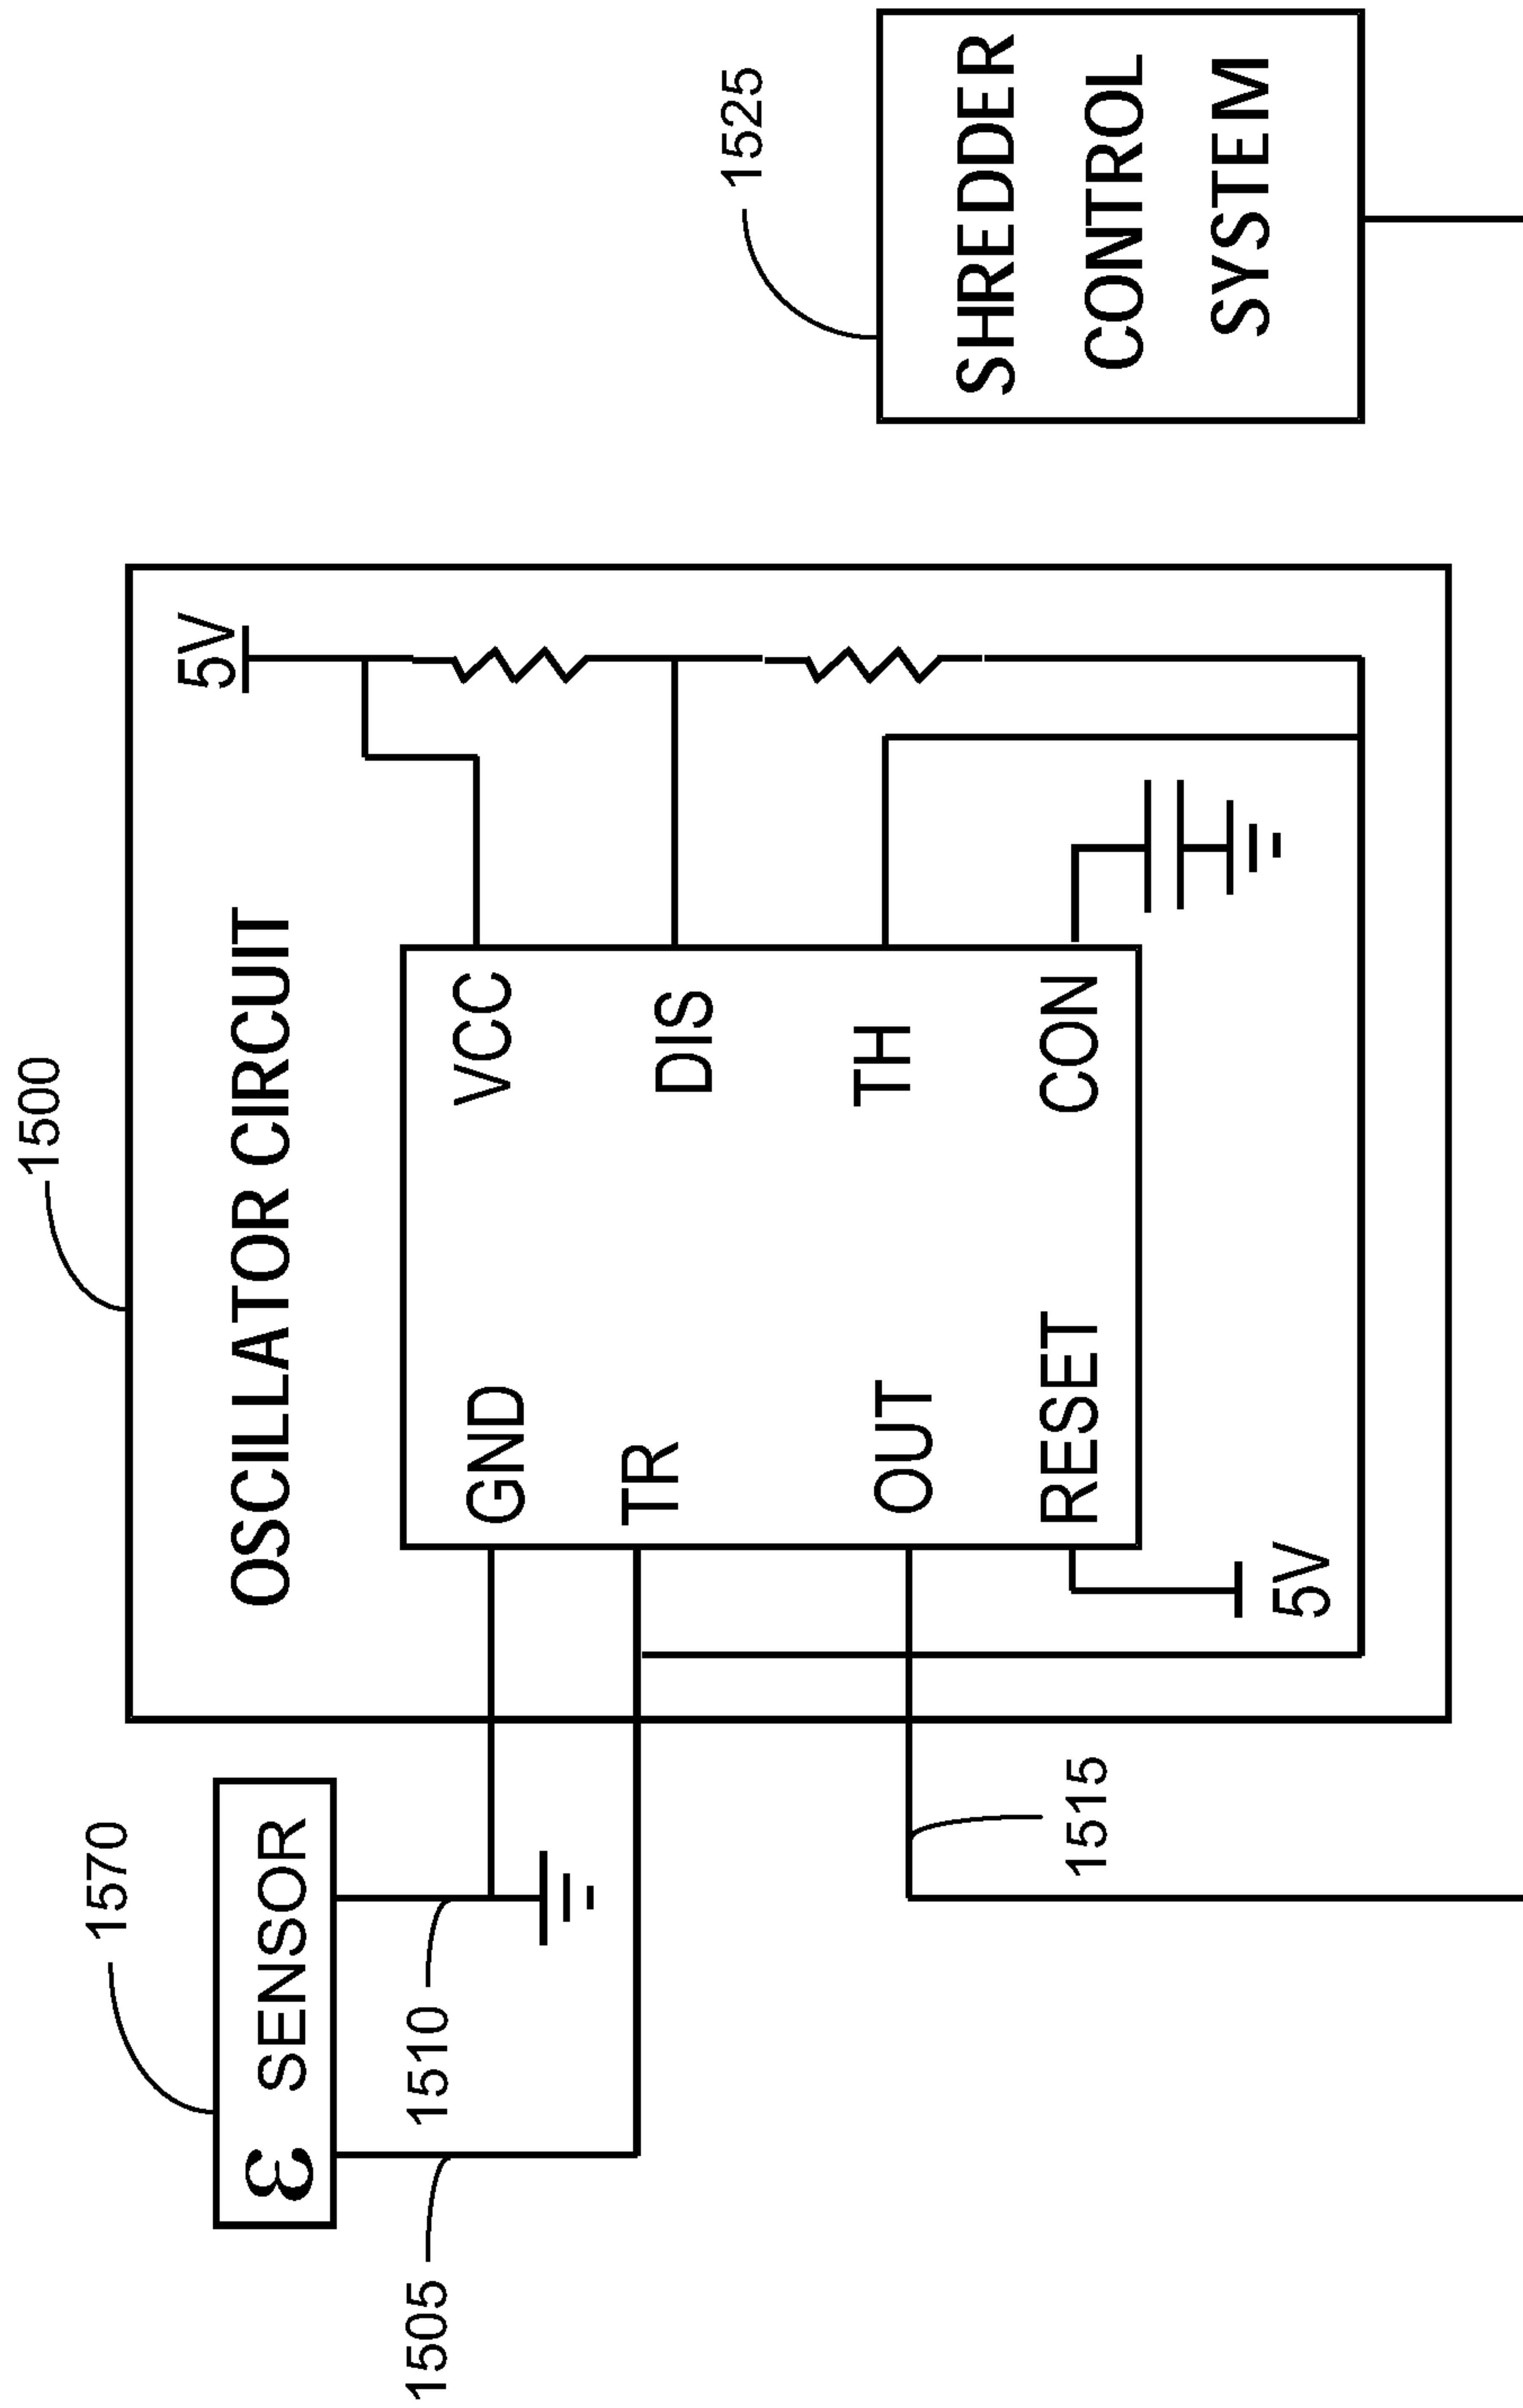 1500
OSCILLATOR CIRCUIT
5V
1570
ε SENSOR
1505
1510
GND
TR
OUT
RESET
VCC
DIS
TH
CON
5V
1515
1525
SHREDDER
CONTROL
SYSTEM